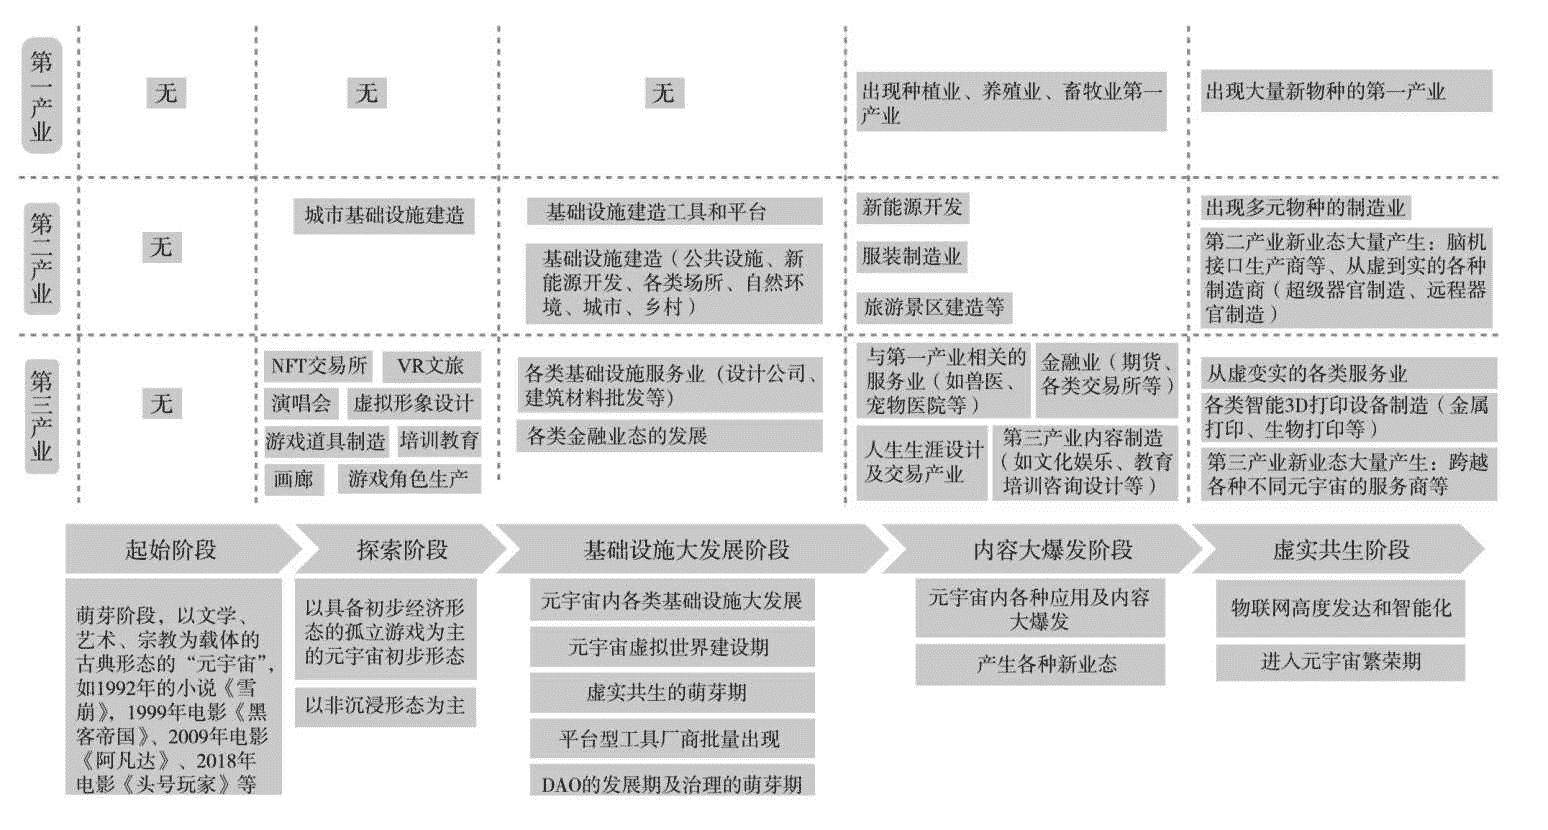 第一产业
无
无
无
出现种植业、养殖业、畜牧业第一
产业
出现大量新物种的第一产业
第二产业
无
城市基础设施建造
基础设施建造工具和平台
基础设施建造（公共设施、新
能源开发、各类场所、自然环
境、城市、乡村）
新能源开发
服装制造业
旅游景区建造等
出现多元物种的制造业
第二产业新业态大量产生：脑机
接口生产商等、从虚到实的各种
制造商（超级器官制造、远程器
官制造）
第三产业
无
NFT交易所
VR文旅
演唱会
虚拟形象设计
游戏道具制造
培训教育
画廊
游戏角色生产
各类基础设施服务业（设计公司、
建筑材料批发等）
各类金融业态的发展
与第一产业相关的
服务业（如兽医、
宠物医院等）
金融业（期货、
各类交易所等）
人生生涯设计
及交易产业
第三产业内容制造
（如文化娱乐、教育
培训咨询设计等）
从虚变实的各类服务业
各类智能3D打印设备制造（金属
打印、生物打印等）
第三产业新业态大量产生：跨越
各种不同元宇宙的服务商等
起始阶段
探索阶段
基础设施大发展阶段
内容大爆发阶段
虚实共生阶段
萌芽阶段，以文学、
艺术、宗教为载体的
古典形态的“元宇宙”，
如1992年的小说《雪
崩》，1999年电影《黑
客帝国》、2009年电影
《阿凡达》、2018年
电影《头号玩家》等
以具备初步经济形
态的孤立游戏为主
的元宇宙初步形态
以非沉浸形态为主
元宇宙内各类基础设施大发展
元宇宙虚拟世界建设期
虚实共生的萌芽期
平台型工具厂商批量出现
DAO的发展期及治理的萌芽期
元宇宙内各种应用及内容
大爆发
产生各种新业态
物联网高度发达和智能化
进入元宇宙繁荣期